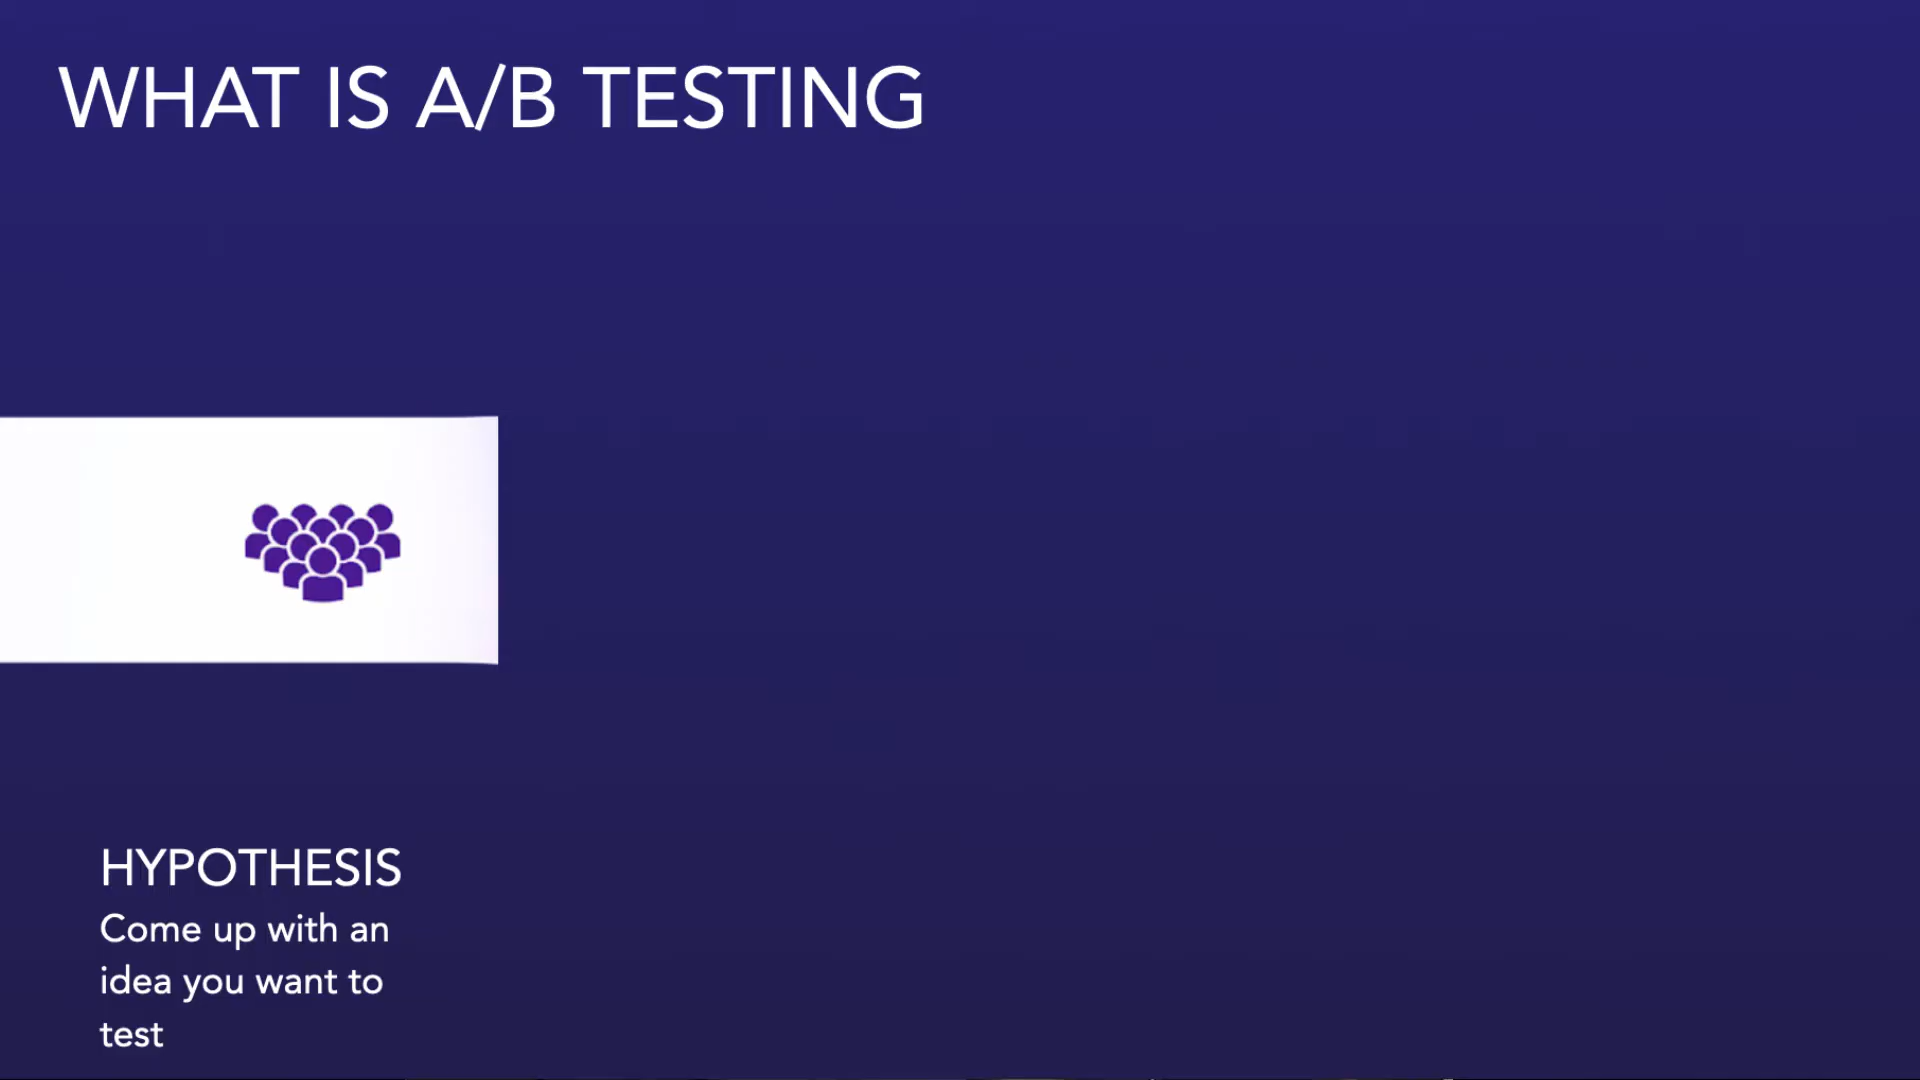 WHAT IS A/B TESTING
HYPOTHESIS
Come up with an
idea you want to
test